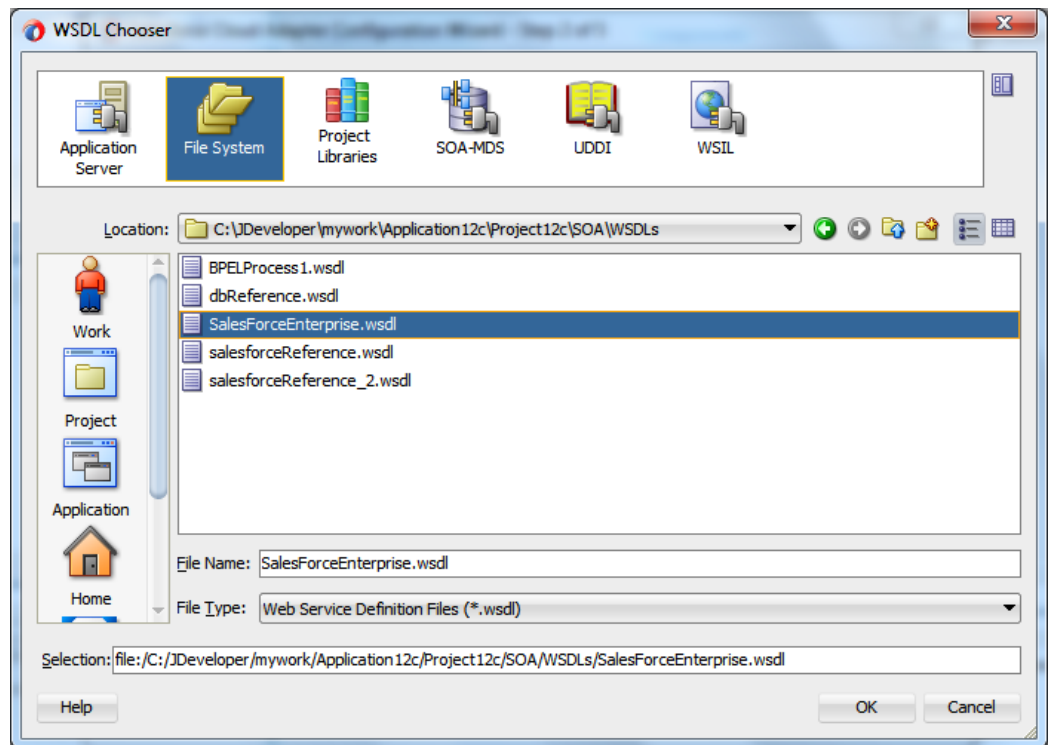 WSDL Chooser
Application Server
File System
Project Libraries
SOA-MDS
UDDI
WSIL
Location: C:\JDeveloper\mywork\Application12c\Project12c\SOA\WSDLs
BPELProcess1.wsdl
dbReference.wsdl
SalesForceEnterprise.wsdl
salesforceReference.wsdl
salesforceReference_2.wsdl
Work
Project
Application
Home
File Name: SalesForceEnterprise.wsdl
File Type: Web Service Definition Files (*.wsdl)
Selection: file:/C:/JDeveloper/mywork/Application12c/Project12c/SOA/WSDLs/SalesForceEnterprise.wsdl
Help
OK
Cancel